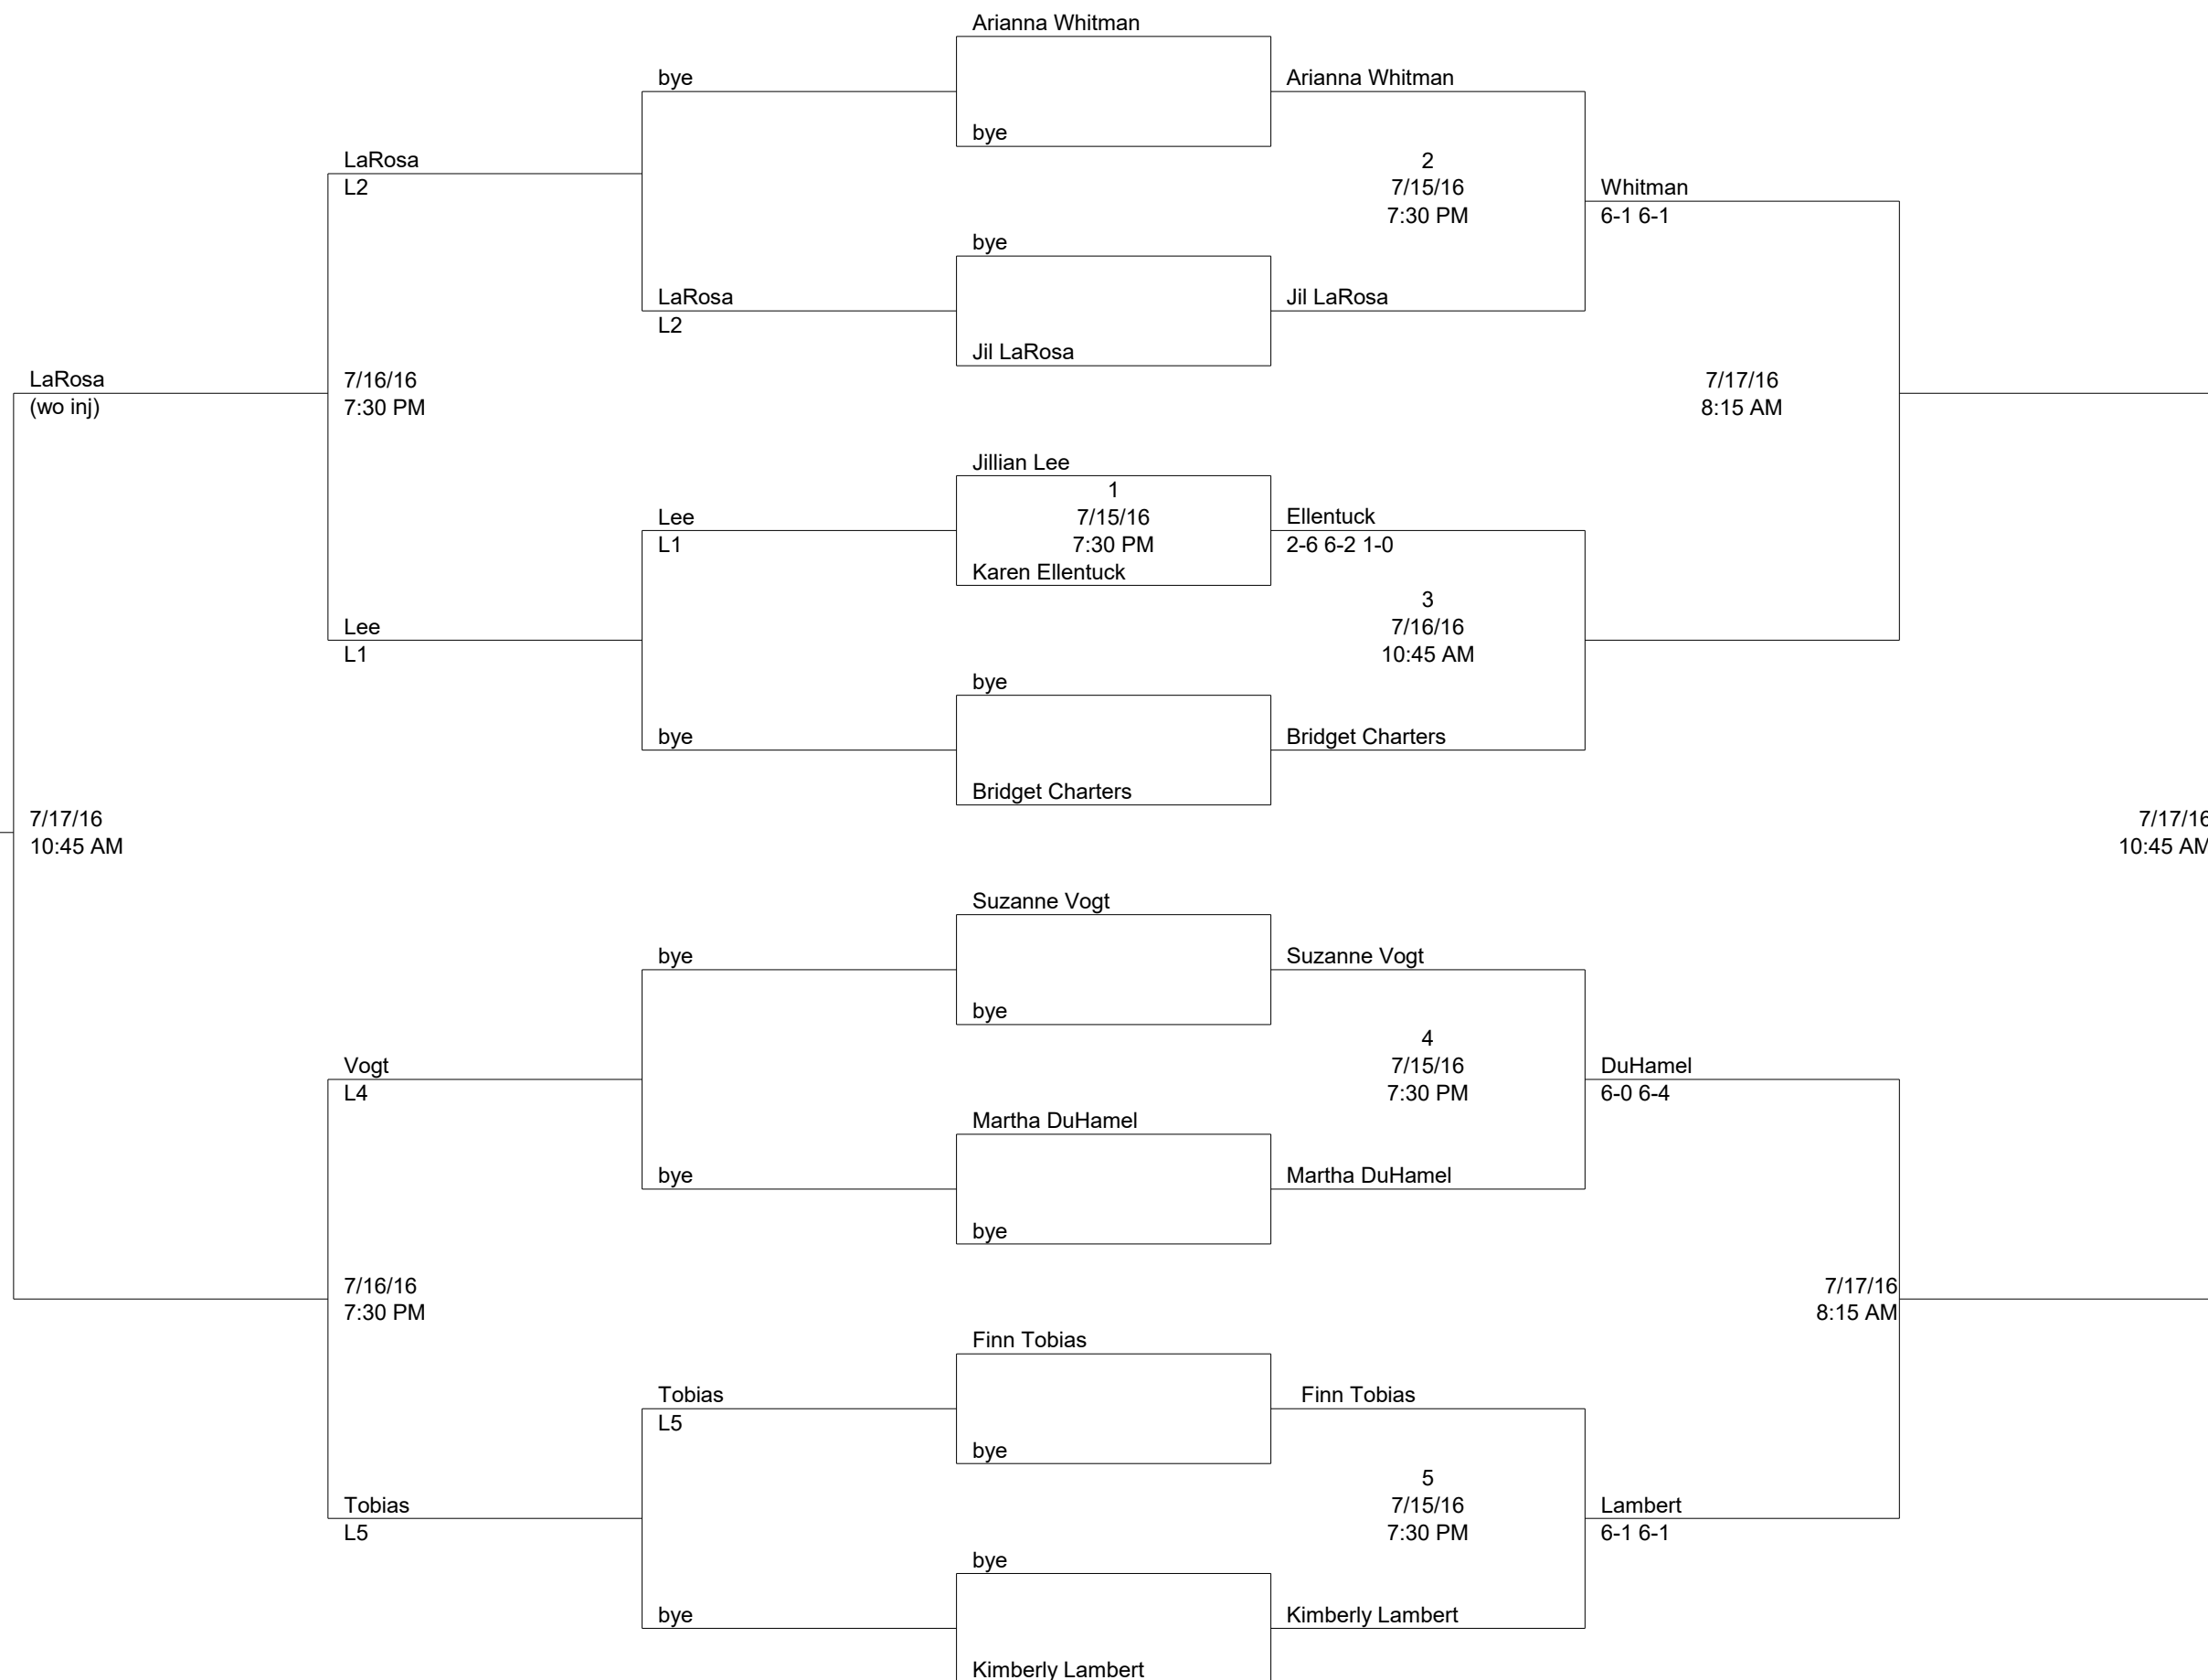 Arianna Whitman
bye
Arianna Whitman
bye
LaRosa
L2
2
7/15/16
7:30 PM
Whitman
6-1 6-1
bye
LaRosa
L2
Jil LaRosa
Jil LaRosa
LaRosa
(wo inj)
7/16/16
7:30 PM
7/17/16
8:15 AM
Jillian Lee
1
7/15/16
7:30 PM
Karen Ellentuck
Lee
L1
Ellentuck
2-6 6-2 1-0
3
7/16/16
10:45 AM
Lee
L1
bye
bye
Bridget Charters
Bridget Charters
7/17/16
10:45 AM
7/17/16
10:45 AM
Suzanne Vogt
bye
Suzanne Vogt
bye
4
7/15/16
7:30 PM
Vogt
L4
DuHamel
6-0 6-4
Martha DuHamel
bye
Martha DuHamel
bye
7/16/16
7:30 PM
7/17/16
8:15 AM
Finn Tobias
Tobias
L5
Finn Tobias
bye
5
7/15/16
7:30 PM
Tobias
L5
Lambert
6-1 6-1
bye
bye
Kimberly Lambert
Kimberly Lambert